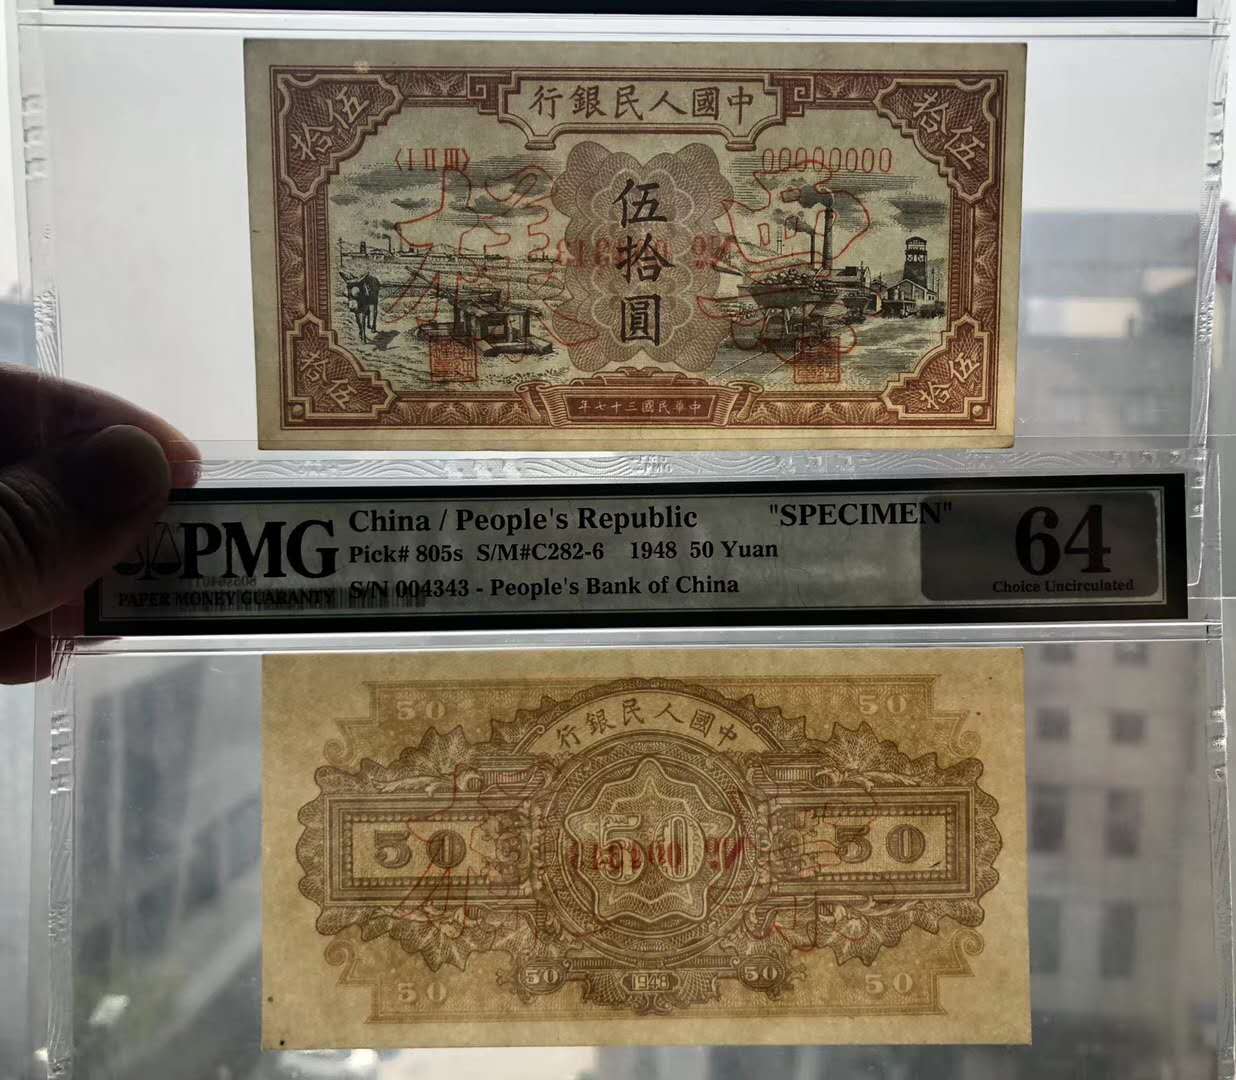 中國人民銀行
伍拾
伍拾
〈I II III〉
00000000
伍拾圓
伍拾
伍拾
中華民國三十七年
PMG
PAPER MONEY GUARANTY
China / People's Republic "SPECIMEN"
Pick# 805s S/M#C282-6 1948 50 Yuan
S/N 004343 - People's Bank of China
64
Choice Uncirculated
50 50
中國人民銀行
50 50 50
50 1948 50
50 50